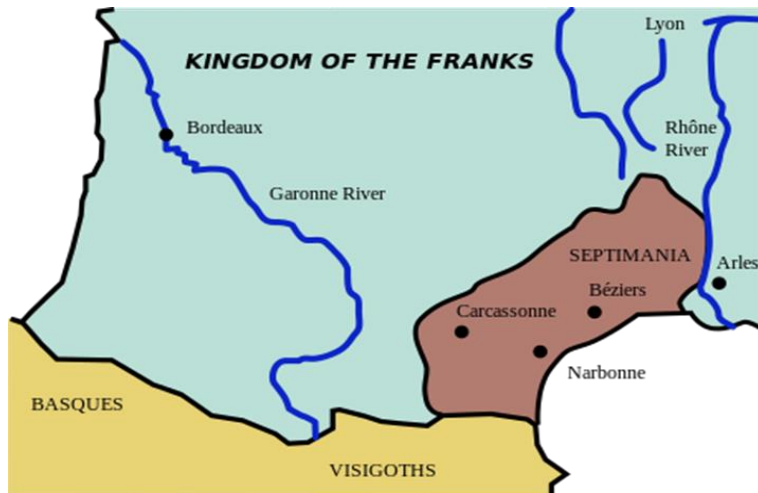 Lyon
KINGDOM OF THE FRANKS
Bordeaux
Rhône
River
Garonne River
SEPTIMANIA
Arles
Béziers
Carcassonne
Narbonne
BASQUES
VISIGOTHS